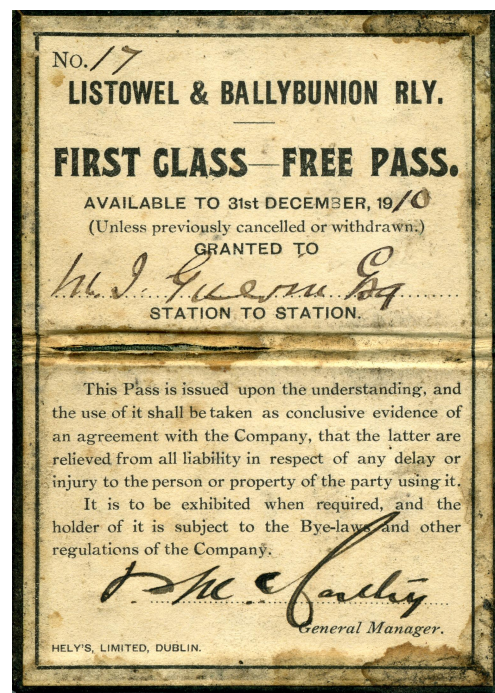 No. 17
LISTOWEL & BALLYBUNION RLY.
FIRST CLASS—FREE PASS.
AVAILABLE TO 31st DECEMBER, 1910
(Unless previously cancelled or withdrawn.)
GRANTED TO
M. J. Esq
STATION TO STATION.
This Pass is issued upon the understanding, and
the use of it shall be taken as conclusive evidence of
an agreement with the Company, that the latter are
relieved from all liability in respect of any delay or
injury to the person or property of the party using it.
It is to be exhibited when required, and the
holder of it is subject to the Bye-laws and other
regulations of the Company.
McCarthy
General Manager.
HELY'S, LIMITED, DUBLIN.